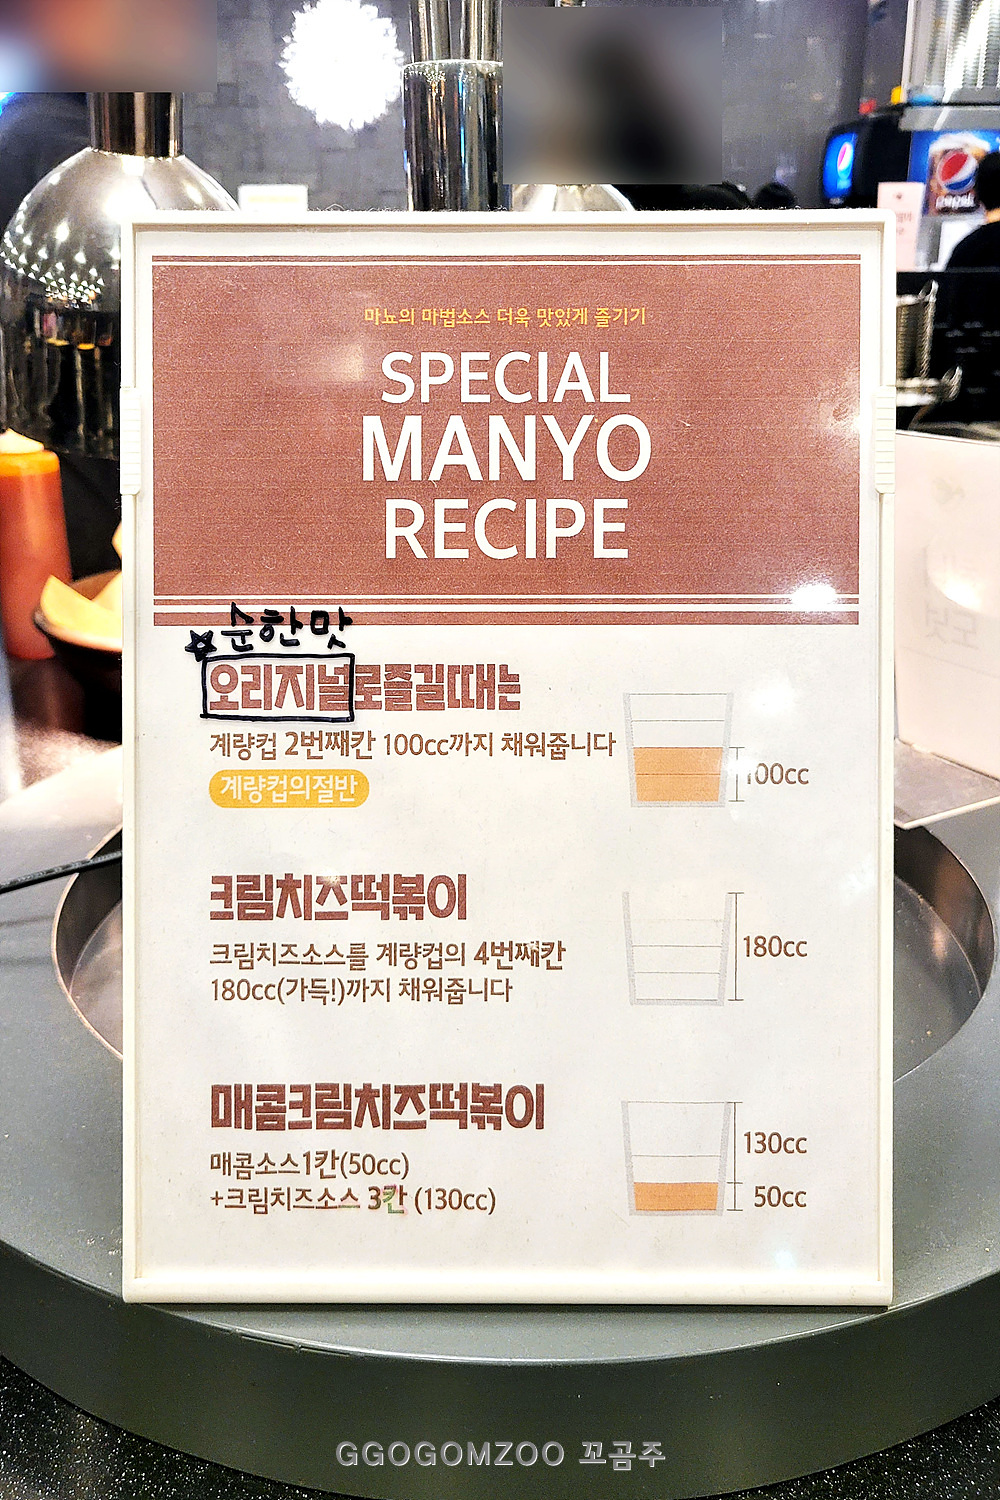 마뇨의 마법소스 더욱 맛있게 즐기기
SPECIAL
MANYO
RECIPE
순한맛
오리지널로즐길때는
계량컵 2번째칸 100cc까지 채워줍니다
계량컵의절반
100cc
크림치즈떡볶이
크림치즈소스를 계량컵의 4번째칸
180cc(가득!)까지 채워줍니다
180cc
매콤크림치즈떡볶이
매콤소스1칸(50cc)
+크림치즈소스 3칸 (130cc)
130cc
50cc
pepsi
GGOGOMZOO 꼬곰주